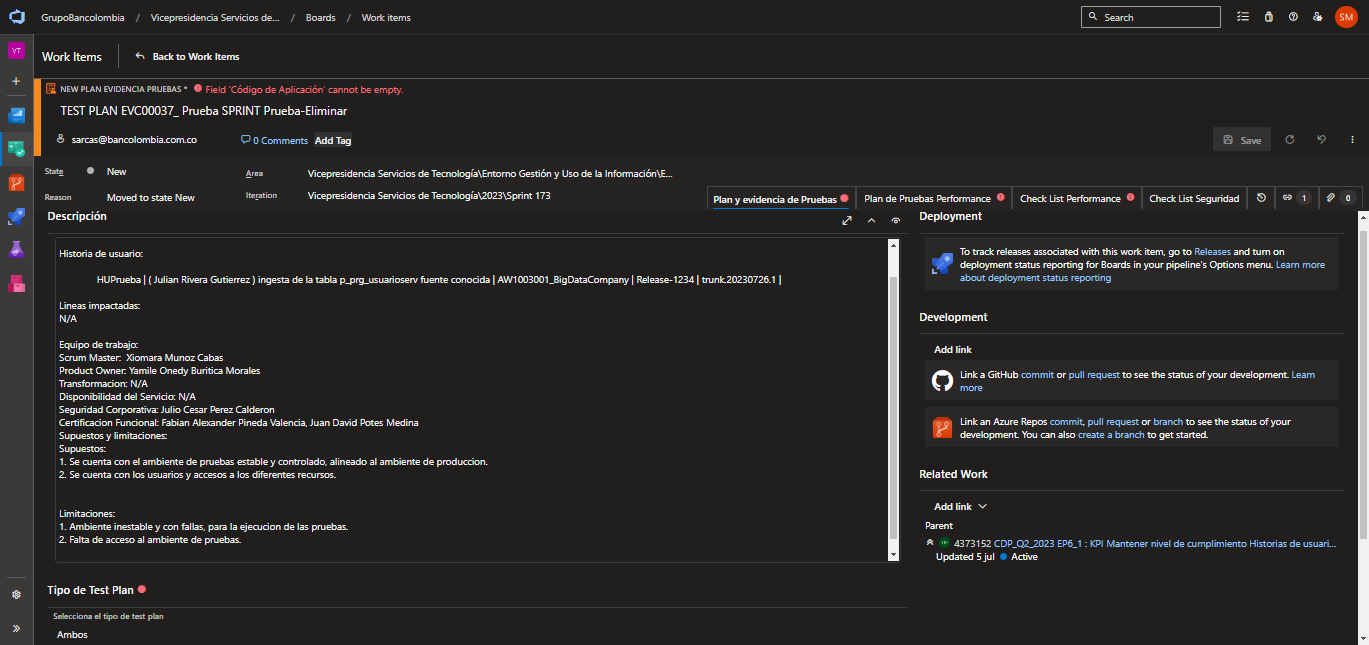 GrupoBancolombia / Vicepresidencia Servicios de... / Boards / Work items
Search
SM
VT
Work Items
Back to Work Items
NEW PLAN EVIDENCIA PRUEBAS * Field 'Código de Aplicación' cannot be empty.
TEST PLAN EVC00037_ Prueba SPRINT Prueba-Eliminar
sarcas@bancolombia.com.co
0 Comments
Add Tag
Save
State
New
Area
Vicepresidencia Servicios de Tecnología\Entorno Gestión y Uso de la Información\E...
Reason
Moved to state New
Iteration
Vicepresidencia Servicios de Tecnología\2023\Sprint 173
Plan y evidencia de Pruebas
Plan de Pruebas Performance
Check List Performance
Check List Seguridad
1
0
Descripción
Historia de usuario:
HUPrueba | ( Julian Rivera Gutierrez ) ingesta de la tabla p_prg_usuarioserv fuente conocida | AW1003001_BigDataCompany | Release-1234 | trunk.20230726.1 |
Lineas impactadas:
N/A
Equipo de trabajo:
Scrum Master: Xiomara Munoz Cabas
Product Owner: Yamile Onedy Buritica Morales
Transformacion: N/A
Disponibilidad del Servicio: N/A
Seguridad Corporativa: Julio Cesar Perez Calderon
Certificacion Funcional: Fabian Alexander Pineda Valencia, Juan David Potes Medina
Supuestos y limitaciones:
Supuestos:
1. Se cuenta con el ambiente de pruebas estable y controlado, alineado al ambiente de produccion.
2. Se cuenta con los usuarios y accesos a los diferentes recursos.
Limitaciones:
1. Ambiente inestable y con fallas, para la ejecucion de las pruebas.
2. Falta de acceso al ambiente de pruebas.
Tipo de Test Plan
Selecciona el tipo de test plan
Ambos
Deployment
To track releases associated with this work item, go to Releases and turn on
deployment status reporting for Boards in your pipeline's Options menu. Learn more
about deployment status reporting
Development
Add link
Link a GitHub commit or pull request to see the status of your development. Learn
more
Link an Azure Repos commit, pull request or branch to see the status of your
development. You can also create a branch to get started.
Related Work
Add link
Parent
4373152 CDP_Q2_2023 EP6_1 : KPI Mantener nivel de cumplimiento Historias de usuari...
Updated 5 jul Active